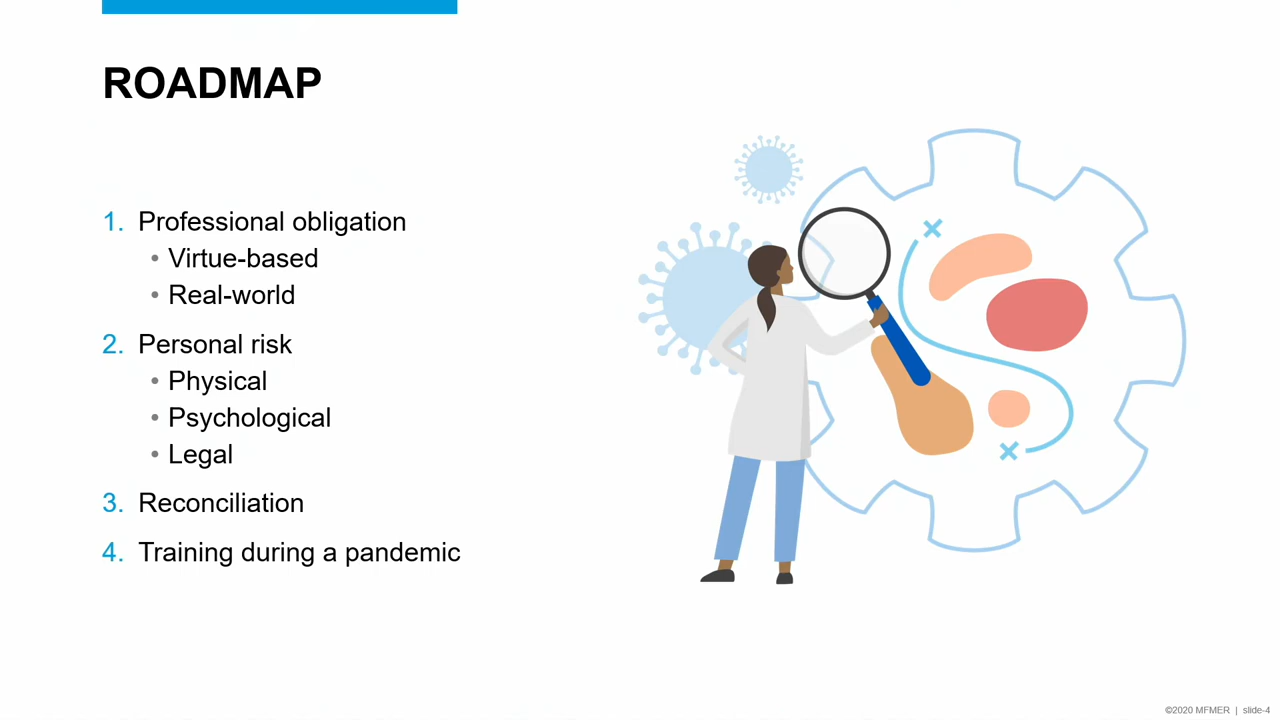 ROADMAP
1. Professional obligation
• Virtue-based
• Real-world
2. Personal risk
• Physical
• Psychological
• Legal
3. Reconciliation
4. Training during a pandemic
©2020 MFMER | slide-4